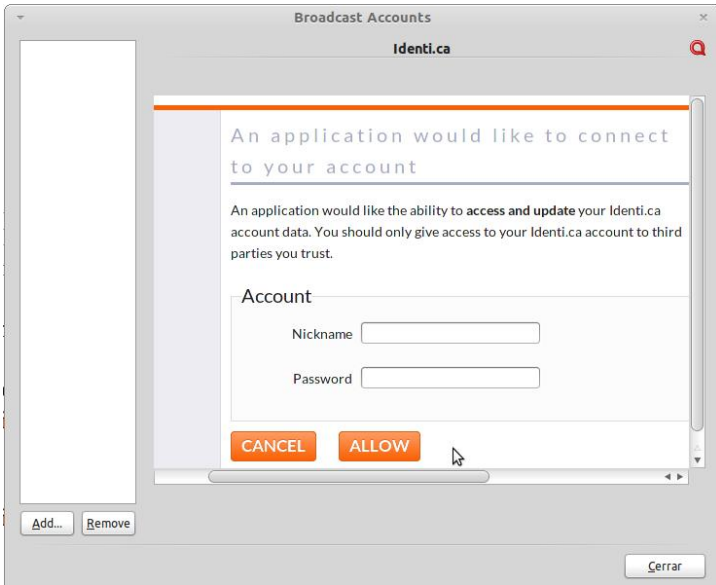 Broadcast Accounts
Identi.ca
An application would like to connect
to your account
An application would like the ability to access and update your Identi.ca
account data. You should only give access to your Identi.ca account to third
parties you trust.
Account
Nickname
Password
CANCEL ALLOW
Add... Remove
Cerrar